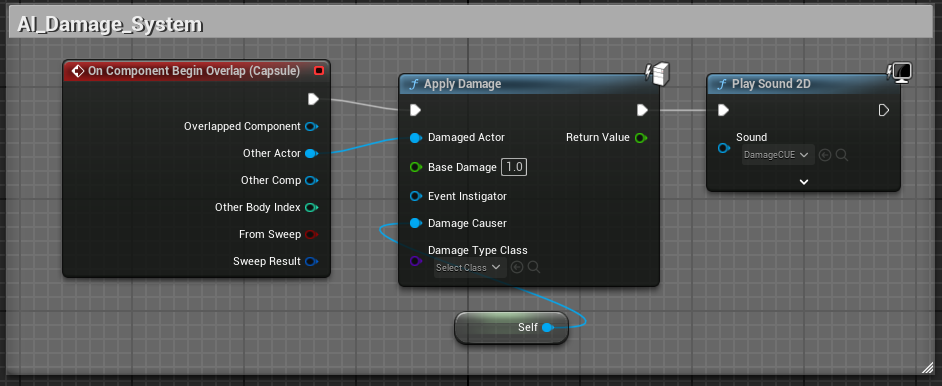 AI_Damage_System
On Component Begin Overlap (Capsule)
Overlapped Component
Other Actor
Other Comp
Other Body Index
From Sweep
Sweep Result
f Apply Damage
Damaged Actor
Return Value
Base Damage 1.0
Event Instigator
Damage Causer
Damage Type Class
Select Class
Self
f Play Sound 2D
Sound
DamageCUE